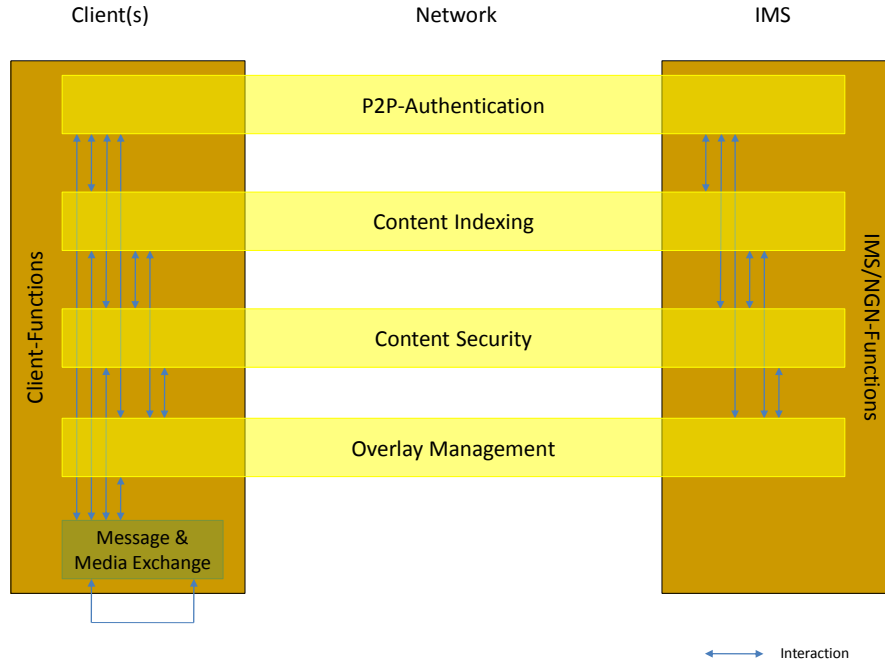 Client(s)
Network
IMS
P2P-Authentication
Content Indexing
Content Security
Overlay Management
Client-Functions
IMS/NGN-Functions
Message &
Media Exchange
Interaction